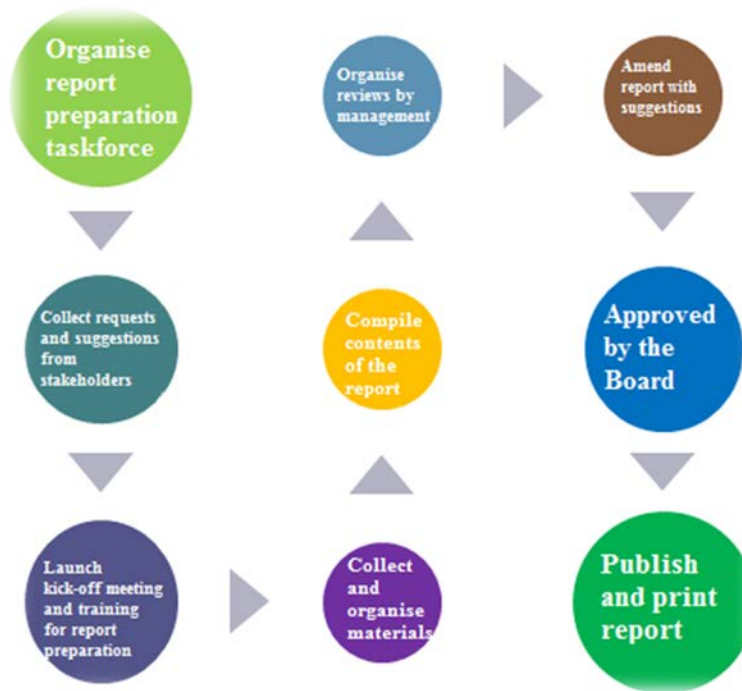 Organise
report
preparation
taskforce
Collect requests
and suggestions
from
stakeholders
Launch
kick-off meeting
and training
for report
preparation
Collect
and
organise
materials
Compile
contents
of the
report
Organise
reviews by
management
Amend
report with
suggestions
Approved
by the
Board
Publish
and print
report